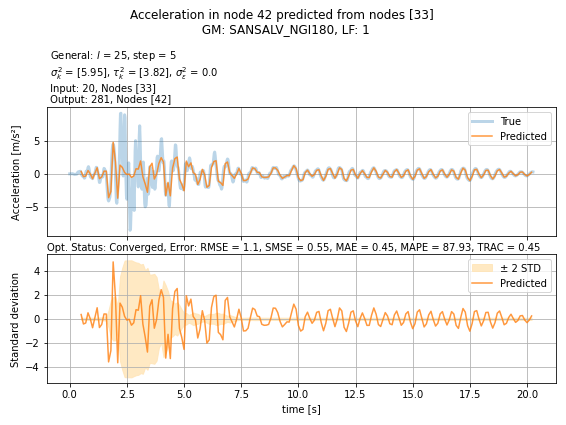 Acceleration in node 42 predicted from nodes [33]
GM: SANSALV_NGI180, LF: 1
General: l = 25, step = 5
σ²ₖ = [5.95], τ²ₖ = [3.82], σ²ε = 0.0
Input: 20, Nodes [33]
Output: 281, Nodes [42]
Acceleration [m/s²]
5
0
−5
True
Predicted
Opt. Status: Converged, Error: RMSE = 1.1, SMSE = 0.55, MAE = 0.45, MAPE = 87.93, TRAC = 0.45
Standard deviation
4
2
0
−2
−4
± 2 STD
Predicted
0.0 2.5 5.0 7.5 10.0 12.5 15.0 17.5 20.0
time [s]